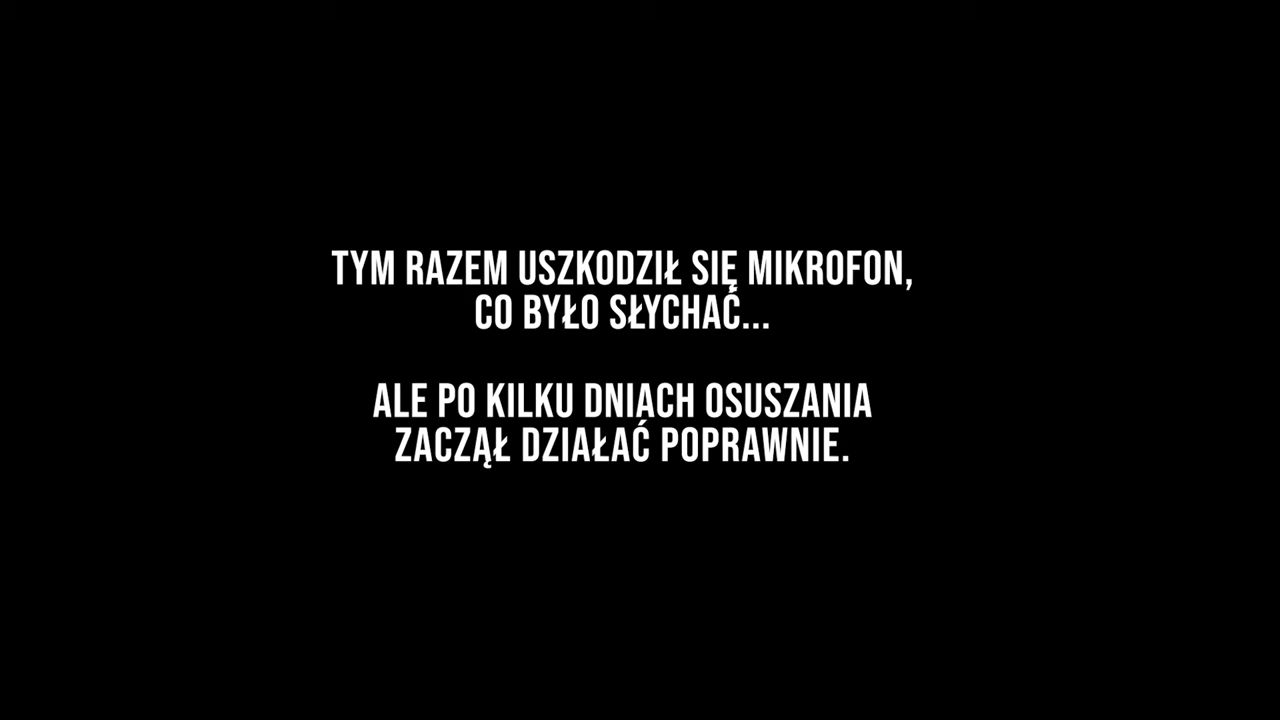 TYM RAZEM USZKODZIŁ SIĘ MIKROFON,
CO BYŁO SŁYCHAĆ...
ALE PO KILKU DNIACH OSUSZANIA
ZACZĄŁ DZIAŁAĆ POPRAWNIE.